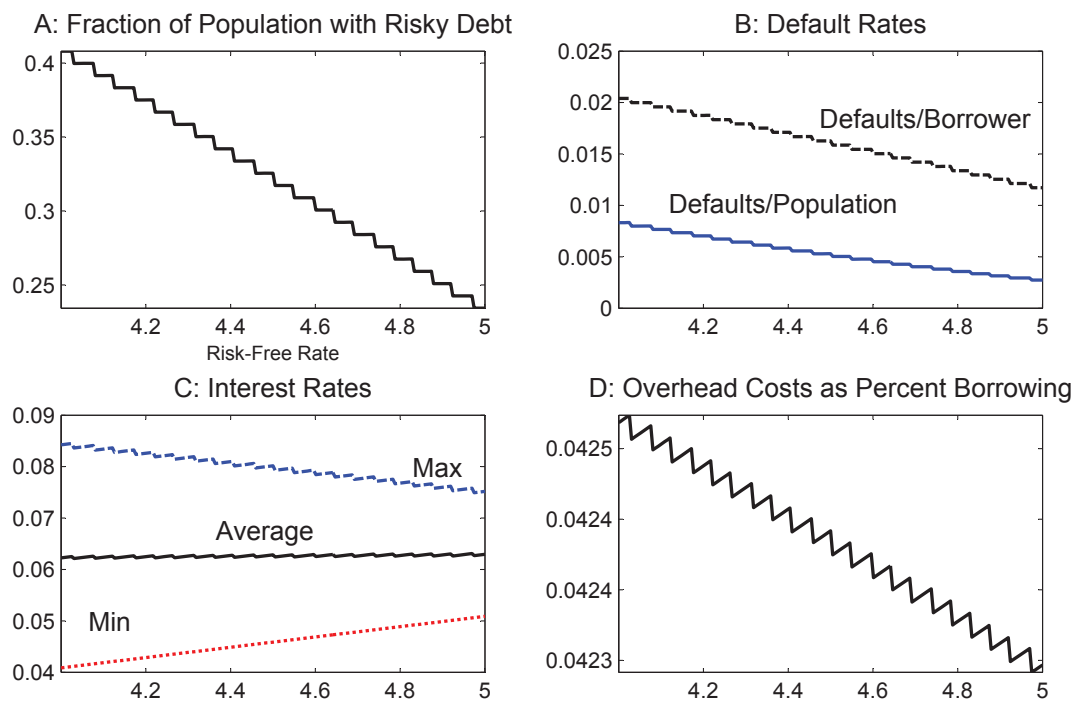 A: Fraction of Population with Risky Debt
0.4
0.35
0.3
0.25
4.2 4.4 4.6 4.8 5
Risk-Free Rate
B: Default Rates
0.025
0.02
0.015
0.01
0.005
0
Defaults/Borrower
Defaults/Population
4.2 4.4 4.6 4.8 5
C: Interest Rates
0.09
0.08
0.07
0.06
0.05
0.04
Max
Average
Min
4.2 4.4 4.6 4.8 5
D: Overhead Costs as Percent Borrowing
0.0425
0.0424
0.0424
0.0423
4.2 4.4 4.6 4.8 5